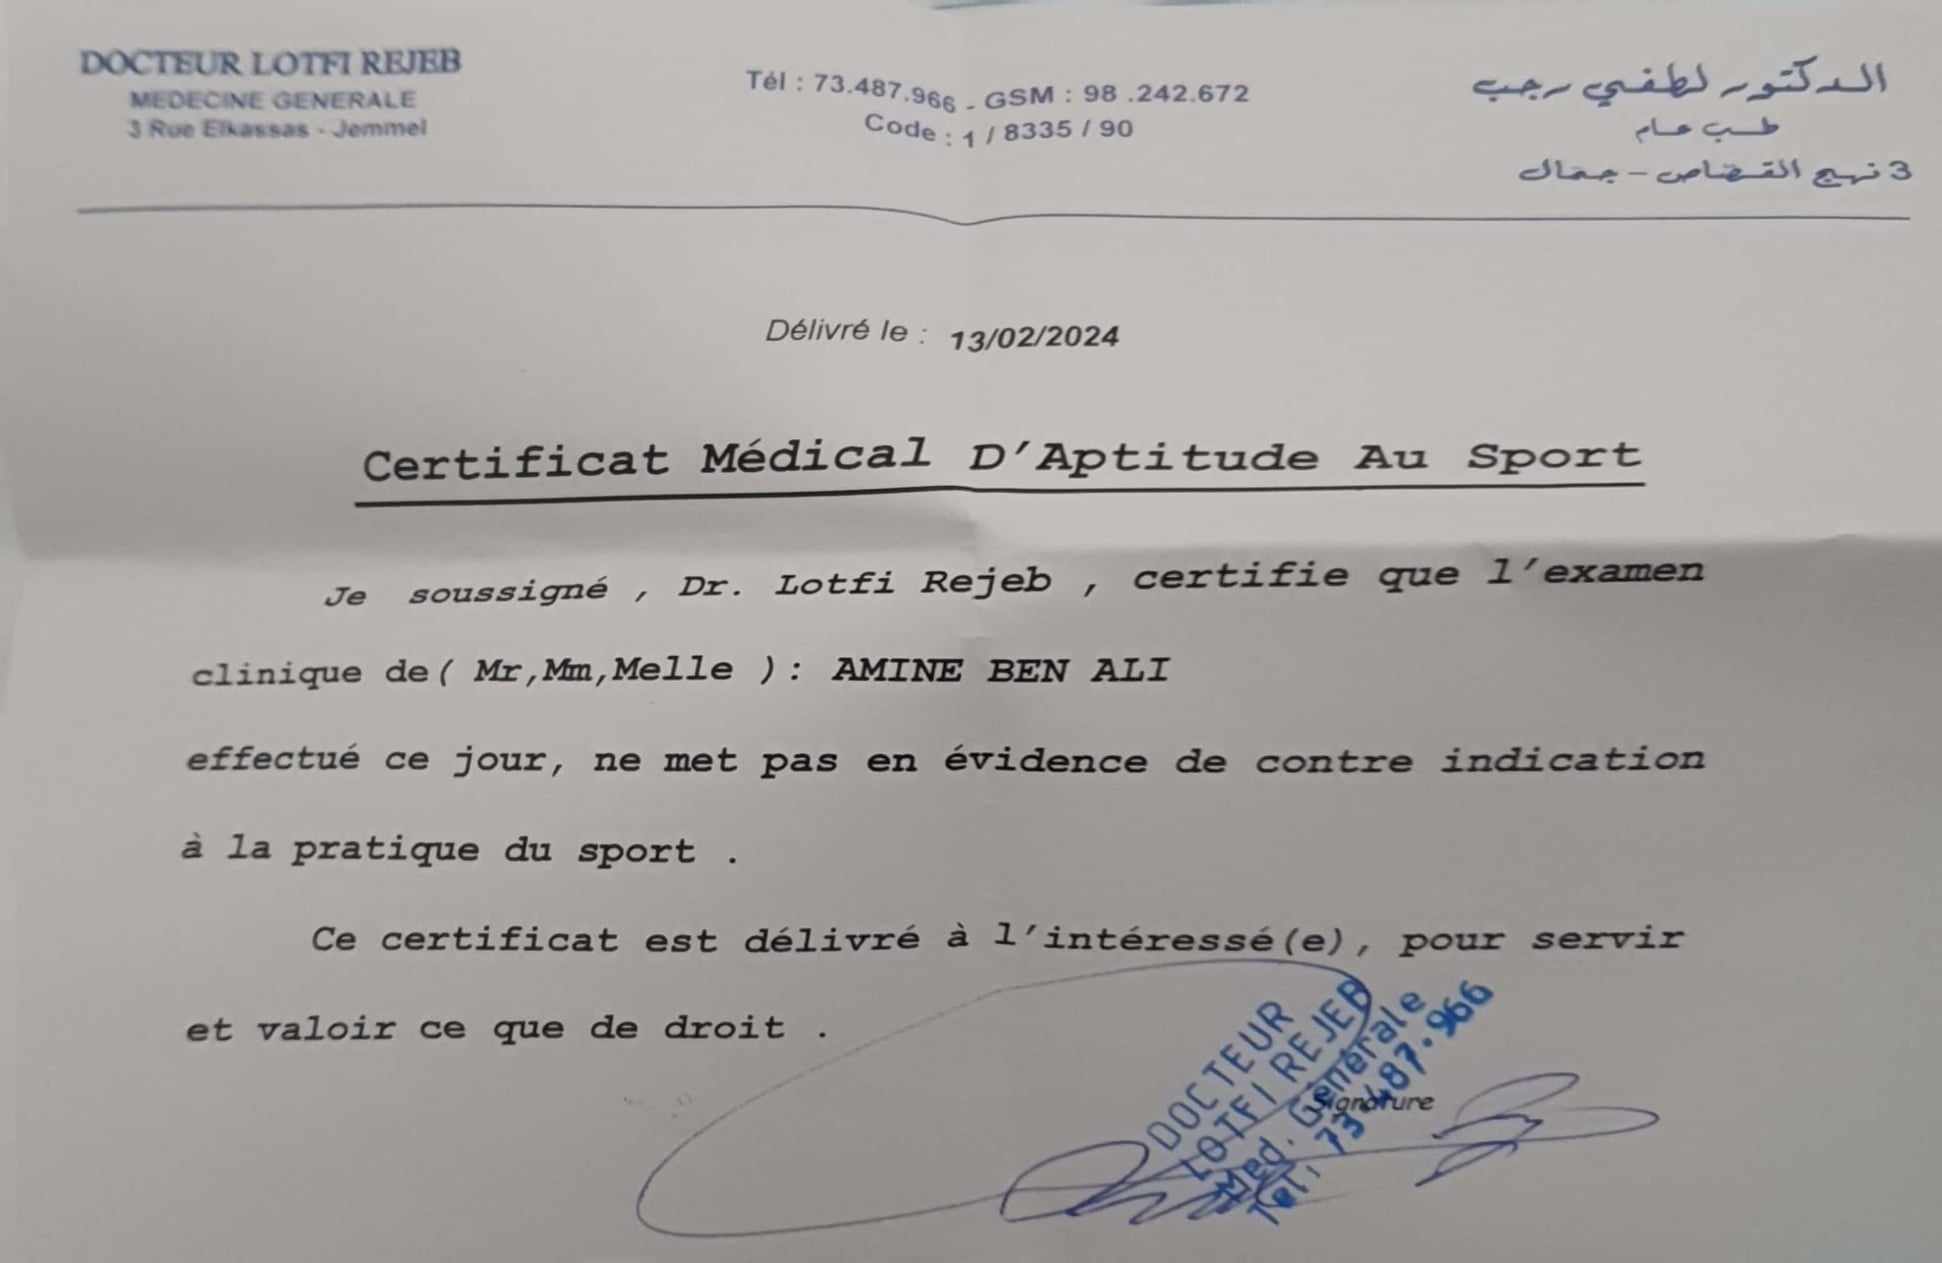 DOCTEUR LOTFI REJEB
MEDECINE GENERALE
3 Rue Elkassas - Jemmel
Tél : 73.487.966 - GSM : 98 .242.672
Code : 1 / 8335 / 90
الدكتور لطفي رجب
طب عام
3 نهج القصاص - جمال
Délivré le : 13/02/2024
Certificat Médical D'Aptitude Au Sport
Je soussigné , Dr. Lotfi Rejeb , certifie que l'examen
clinique de( Mr,Mm,Melle ): AMINE BEN ALI
effectué ce jour, ne met pas en évidence de contre indication
à la pratique du sport .
Ce certificat est délivré à l'intéressé(e), pour servir
et valoir ce que de droit .
Signature
DOCTEUR
LOTFI REJEB
Med. Générale
Tel. 73.487.966